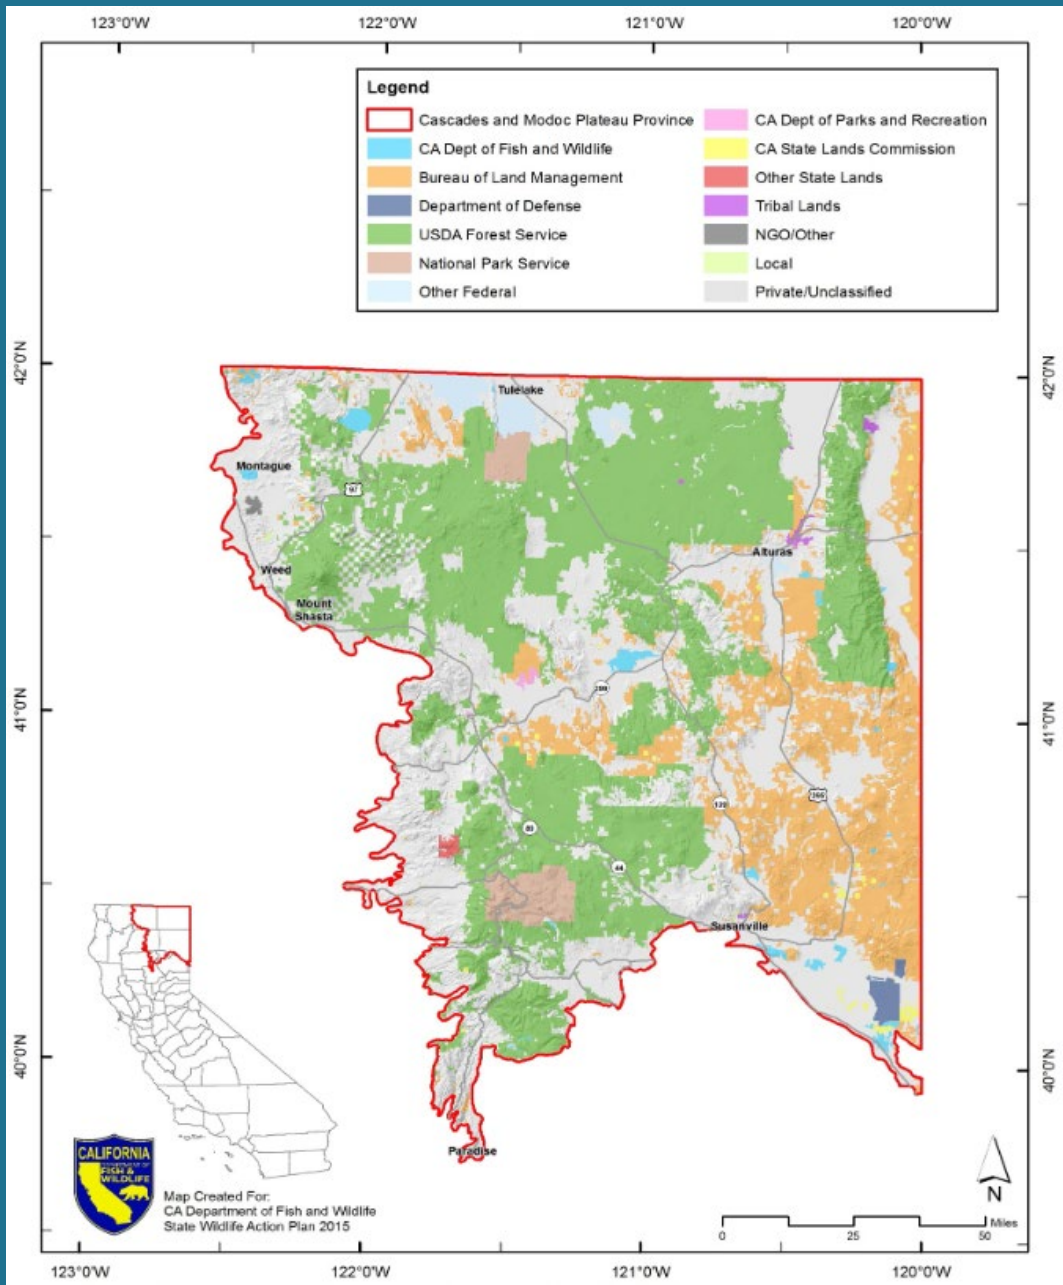 123°0'W 122°0'W 121°0'W 120°0'W
Legend
Cascades and Modoc Plateau Province
CA Dept of Fish and Wildlife
Bureau of Land Management
Department of Defense
USDA Forest Service
National Park Service
Other Federal
CA Dept of Parks and Recreation
CA State Lands Commission
Other State Lands
Tribal Lands
NGO/Other
Local
Private/Unclassified
42°0'N 42°0'N
Tulelake
Montague
97
Weed
Alturas
Mount
Shasta
299
41°0'N 41°0'N
395
139
89
44
Susanville
40°0'N 40°0'N
Paradise
CALIFORNIA
DEPARTMENT OF
FISH &
WILDLIFE
Map Created For:
CA Department of Fish and Wildlife
State Wildlife Action Plan 2015
N
Miles
0 25 50
123°0'W 122°0'W 121°0'W 120°0'W